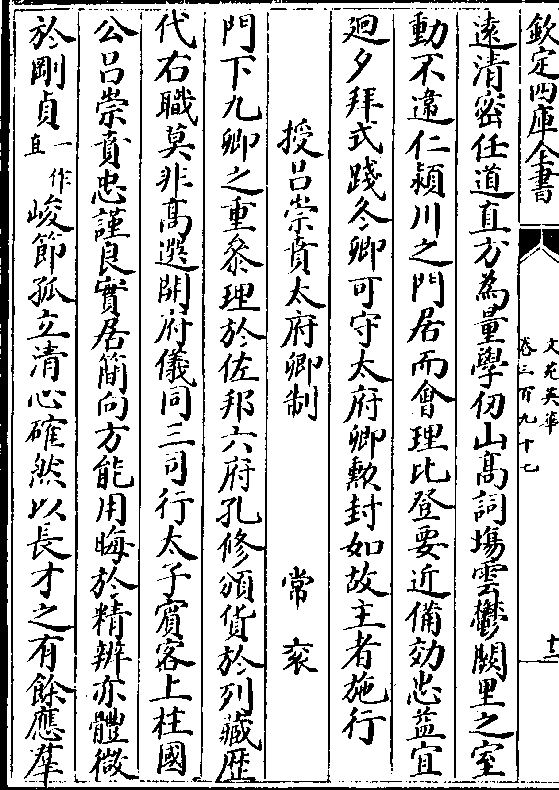 欽定四庫全書
文苑英華
卷三百九十七
十二
遠清密任道直方為量學仞山高詞場雲鬱闕里之室
動不違仁潁川之門居而會理比登要近備効忠益宜
廻夕拜式踐冬卿可守太府卿勲封如故主者施行
授吕崇賁太府卿制 常袞
門下九卿之重叅理於佐邦六府孔修頒貨於列藏歴
代右職莫非髙選開府儀同三司行太子賔客上柱國
公吕崇賁忠謹良實居簡向方能用晦於精辨亦體微
於剛貞一作直峻節孤立清心確然以長才之有餘應羣